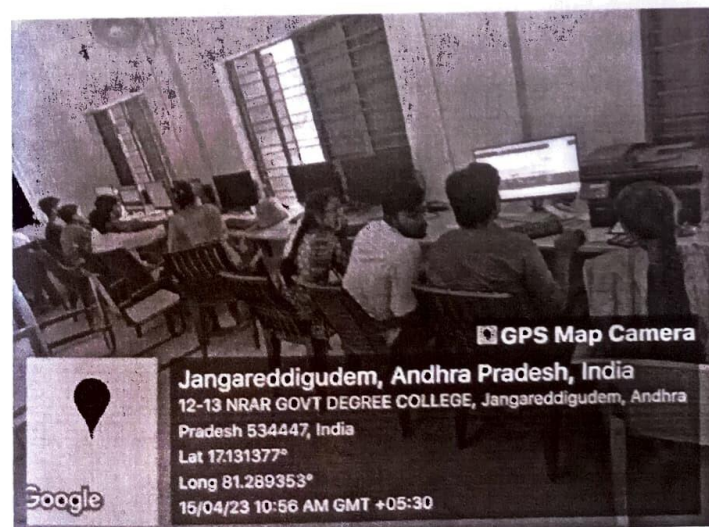 GPS Map Camera
Jangareddigudem, Andhra Pradesh, India
12-13 NRAR GOVT DEGREE COLLEGE, Jangareddigudem, Andhra
Pradesh 534447, India
Lat 17.131377°
Long 81.289353°
15/04/23 10:56 AM GMT +05:30
Google